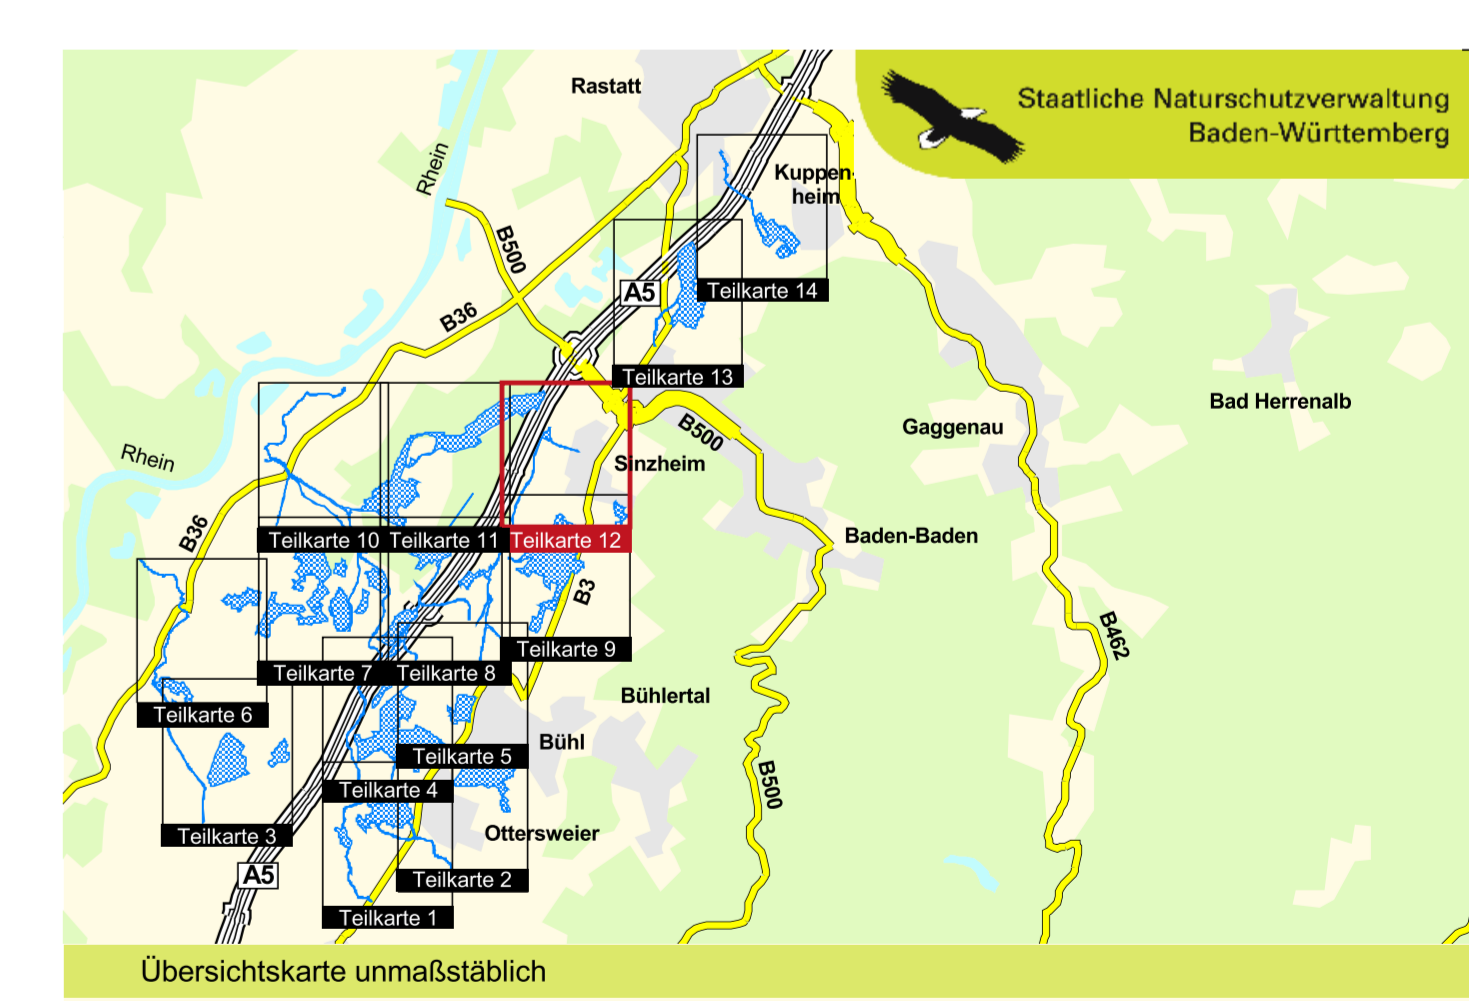 Staatliche Naturschutzverwaltung
Baden-Württemberg
Rastatt
Rhein
Kuppen-
heim
B500
Teilkarte 14
A5
B36
Teilkarte 13
Bad Herrenalb
Gaggenau
B500
Rhein
Sinzheim
B36
Teilkarte 10
Teilkarte 11
Teilkarte 12
Baden-Baden
B3
B462
Teilkarte 9
Teilkarte 7
Teilkarte 8
Bühlertal
Teilkarte 6
Bühl
Teilkarte 5
B500
Teilkarte 4
Teilkarte 3
Ottersweier
A5
Teilkarte 2
Teilkarte 1
Übersichtskarte unmaßstäblich